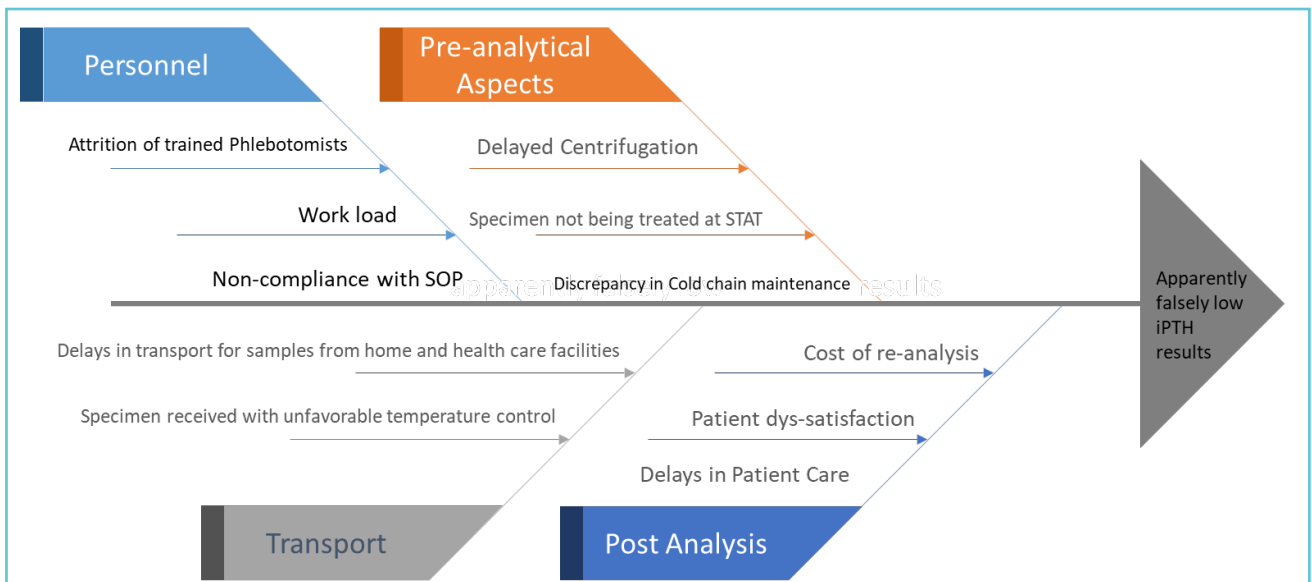 Personnel
Pre-analytical
Aspects
Attrition of trained Phlebotomists
Delayed Centrifugation
Work load
Specimen not being treated at STAT
Non-compliance with SOP
Discrepancy in Cold chain maintenance
apparently falsely low results
Apparently
falsely low
iPTH
results
Delays in transport for samples from home and health care facilities
Cost of re-analysis
Specimen received with unfavorable temperature control
Patient dys-satisfaction
Delays in Patient Care
Transport
Post Analysis